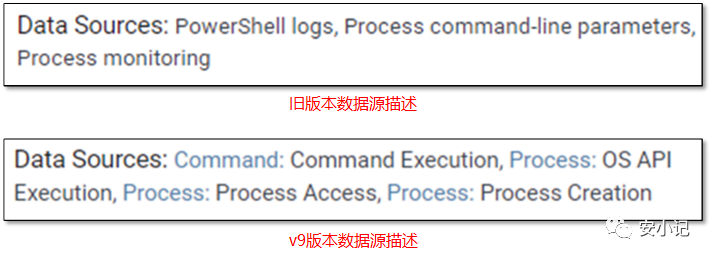 Data Sources: PowerShell logs, Process command-line parameters,
Process monitoring
旧版本数据源描述
Data Sources: Command: Command Execution, Process: OS API
Execution, Process: Process Access, Process: Process Creation
安小记
v9版本数据源描述